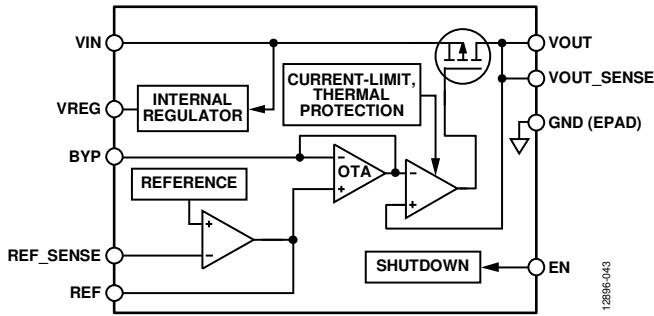 VIN
VREG
BYP
REF_SENSE
REF
INTERNAL
REGULATOR
CURRENT-LIMIT,
THERMAL
PROTECTION
REFERENCE
OTA
−
+
−
+
+
−
SHUTDOWN
VOUT
VOUT_SENSE
GND (EPAD)
EN
12896-043